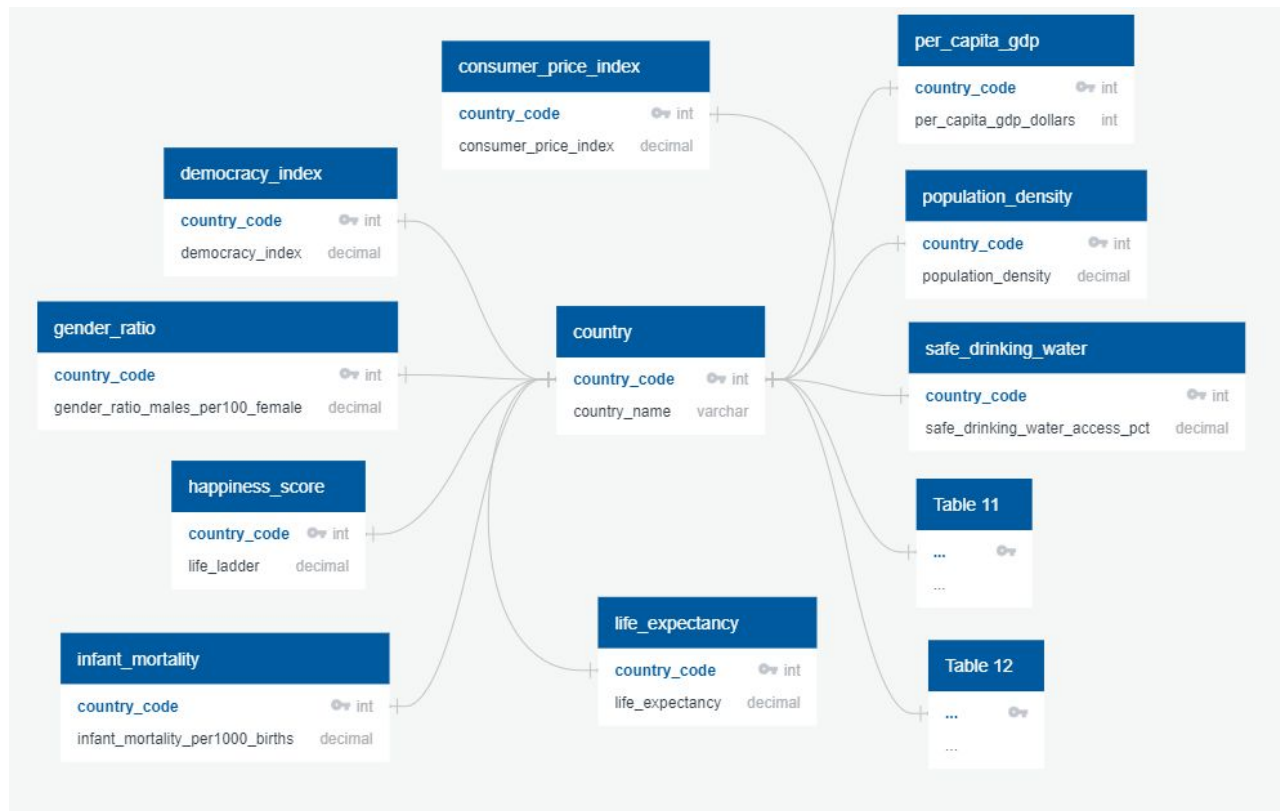 consumer_price_index
country_code int
consumer_price_index decimal
per_capita_gdp
country_code int
per_capita_gdp_dollars int
democracy_index
country_code int
democracy_index decimal
population_density
country_code int
population_density decimal
gender_ratio
country_code int
gender_ratio_males_per100_female decimal
country
country_code int
country_name varchar
safe_drinking_water
country_code int
safe_drinking_water_access_pct decimal
happiness_score
country_code int
life_ladder decimal
Table 11
...
...
infant_mortality
country_code int
infant_mortality_per1000_births decimal
life_expectancy
country_code int
life_expectancy decimal
Table 12
...
...